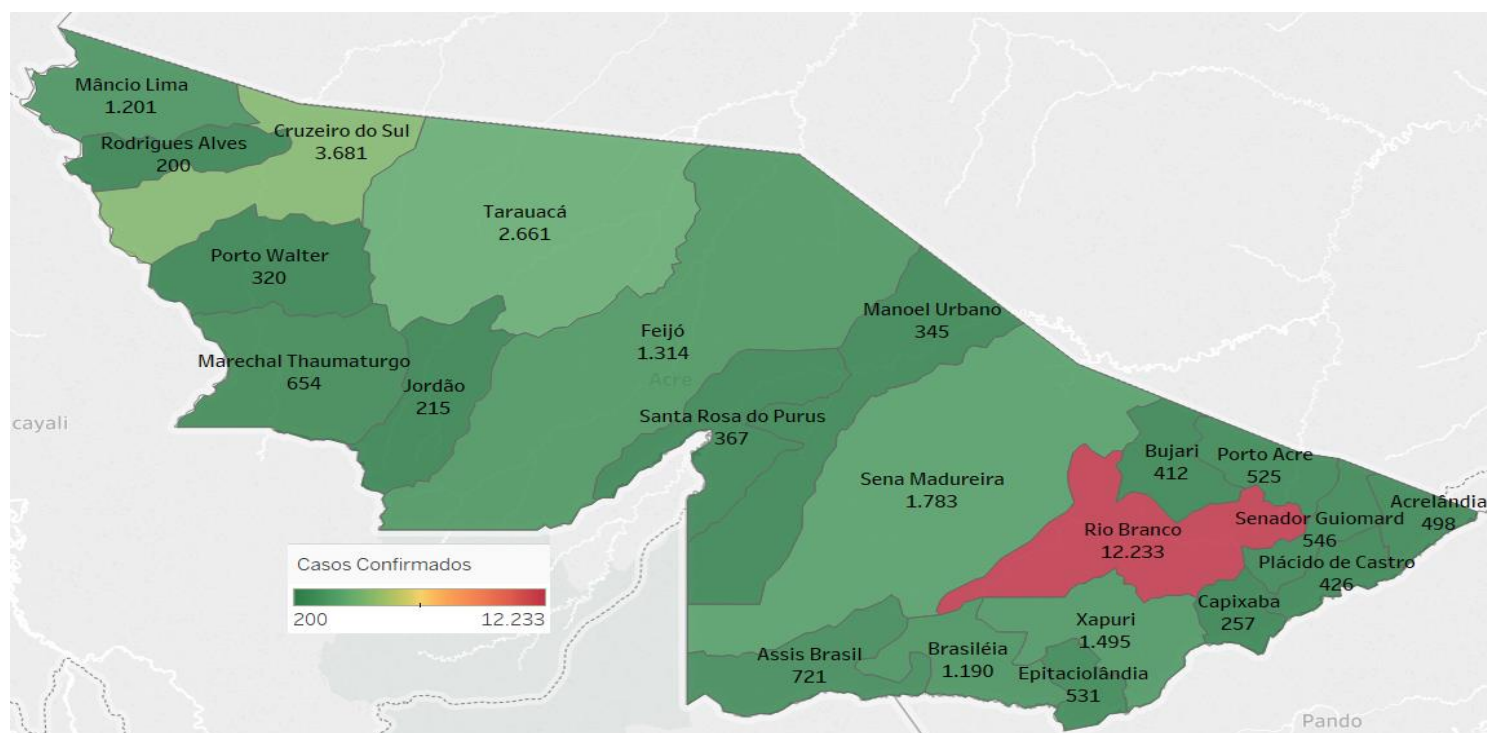 Mâncio Lima
1.201
Rodrigues Alves
200
Cruzeiro do Sul
3.681
Tarauacá
2.661
Porto Walter
320
Marechal Thaumaturgo
654
Jordão
215
Feijó
1.314
Acre
Manoel Urbano
345
Santa Rosa do Purus
367
cayali
Sena Madureira
1.783
Bujari
412
Porto Acre
525
Rio Branco
12.233
Senador Guiomard
546
Acrelândia
498
Plácido de Castro
426
Capixaba
257
Xapuri
1.495
Epitaciolândia
531
Brasiléia
1.190
Assis Brasil
721
Casos Confirmados
200 12.233
Pando